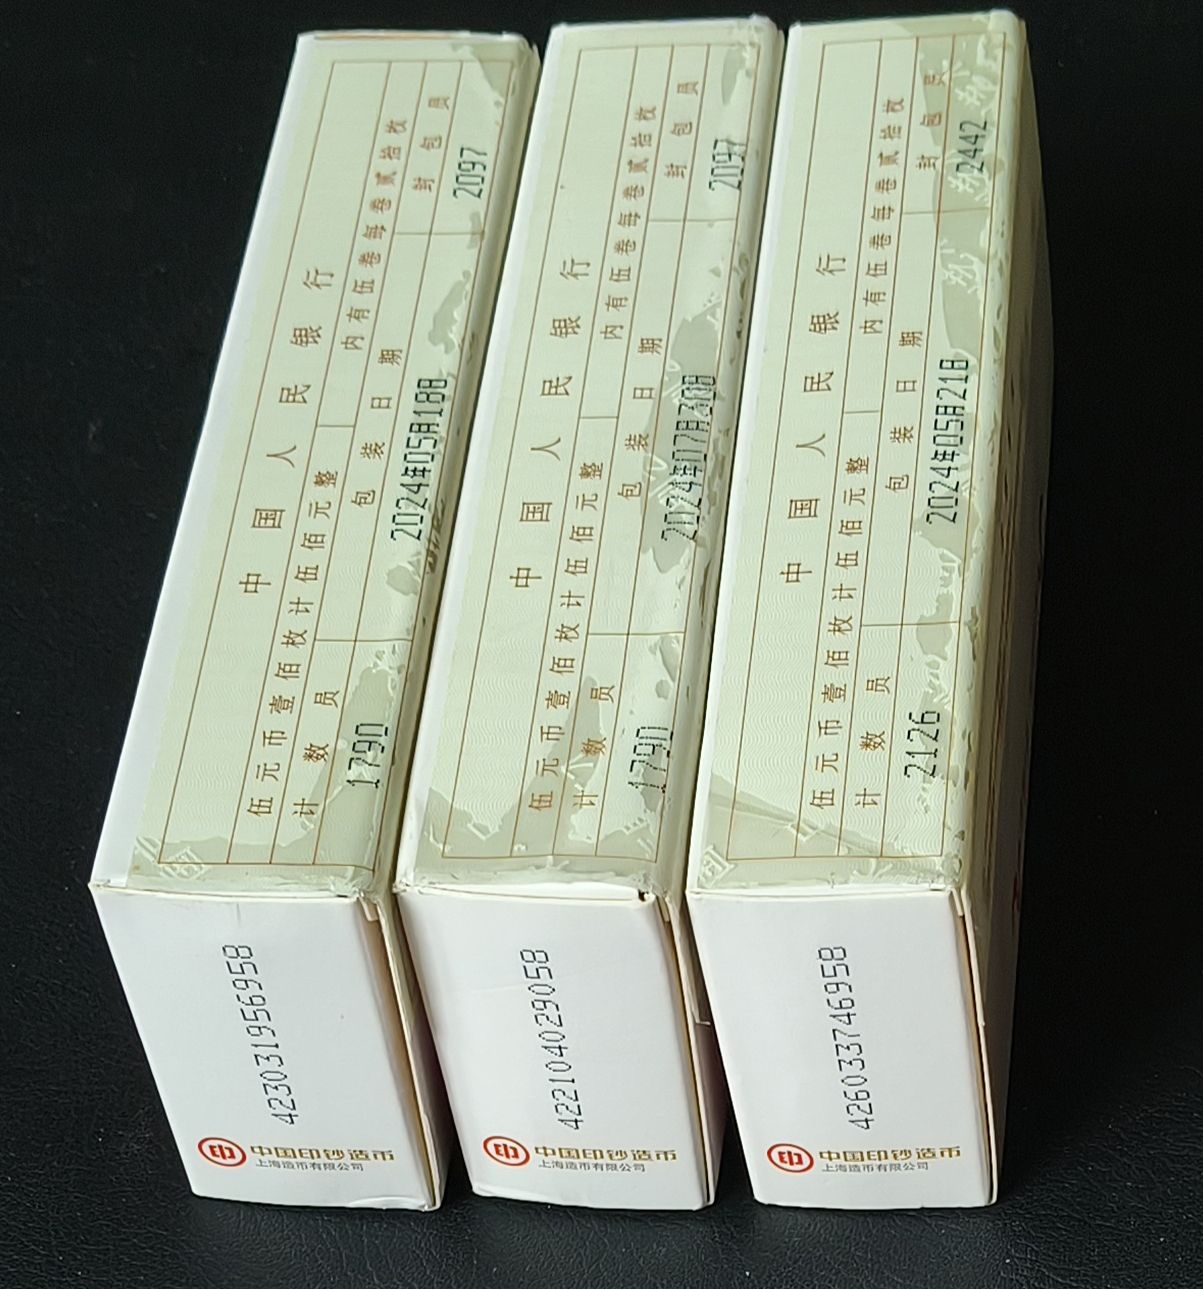 中国人民银行
伍元币壹佰枚计伍佰元整
内有伍卷每卷贰拾枚
计数员
包装日期
封包员
1790
2024年05月18日
2097
423031956958
中国印钞造币
上海造币有限公司
中国人民银行
伍元币壹佰枚计伍佰元整
内有伍卷每卷贰拾枚
计数员
包装日期
封包员
1790
2024年07月30日
2097
422104029058
中国印钞造币
上海造币有限公司
中国人民银行
伍元币壹佰枚计伍佰元整
内有伍卷每卷贰拾枚
计数员
包装日期
封包员
2126
2024年05月21日
2442
4260337746958
中国印钞造币
上海造币有限公司